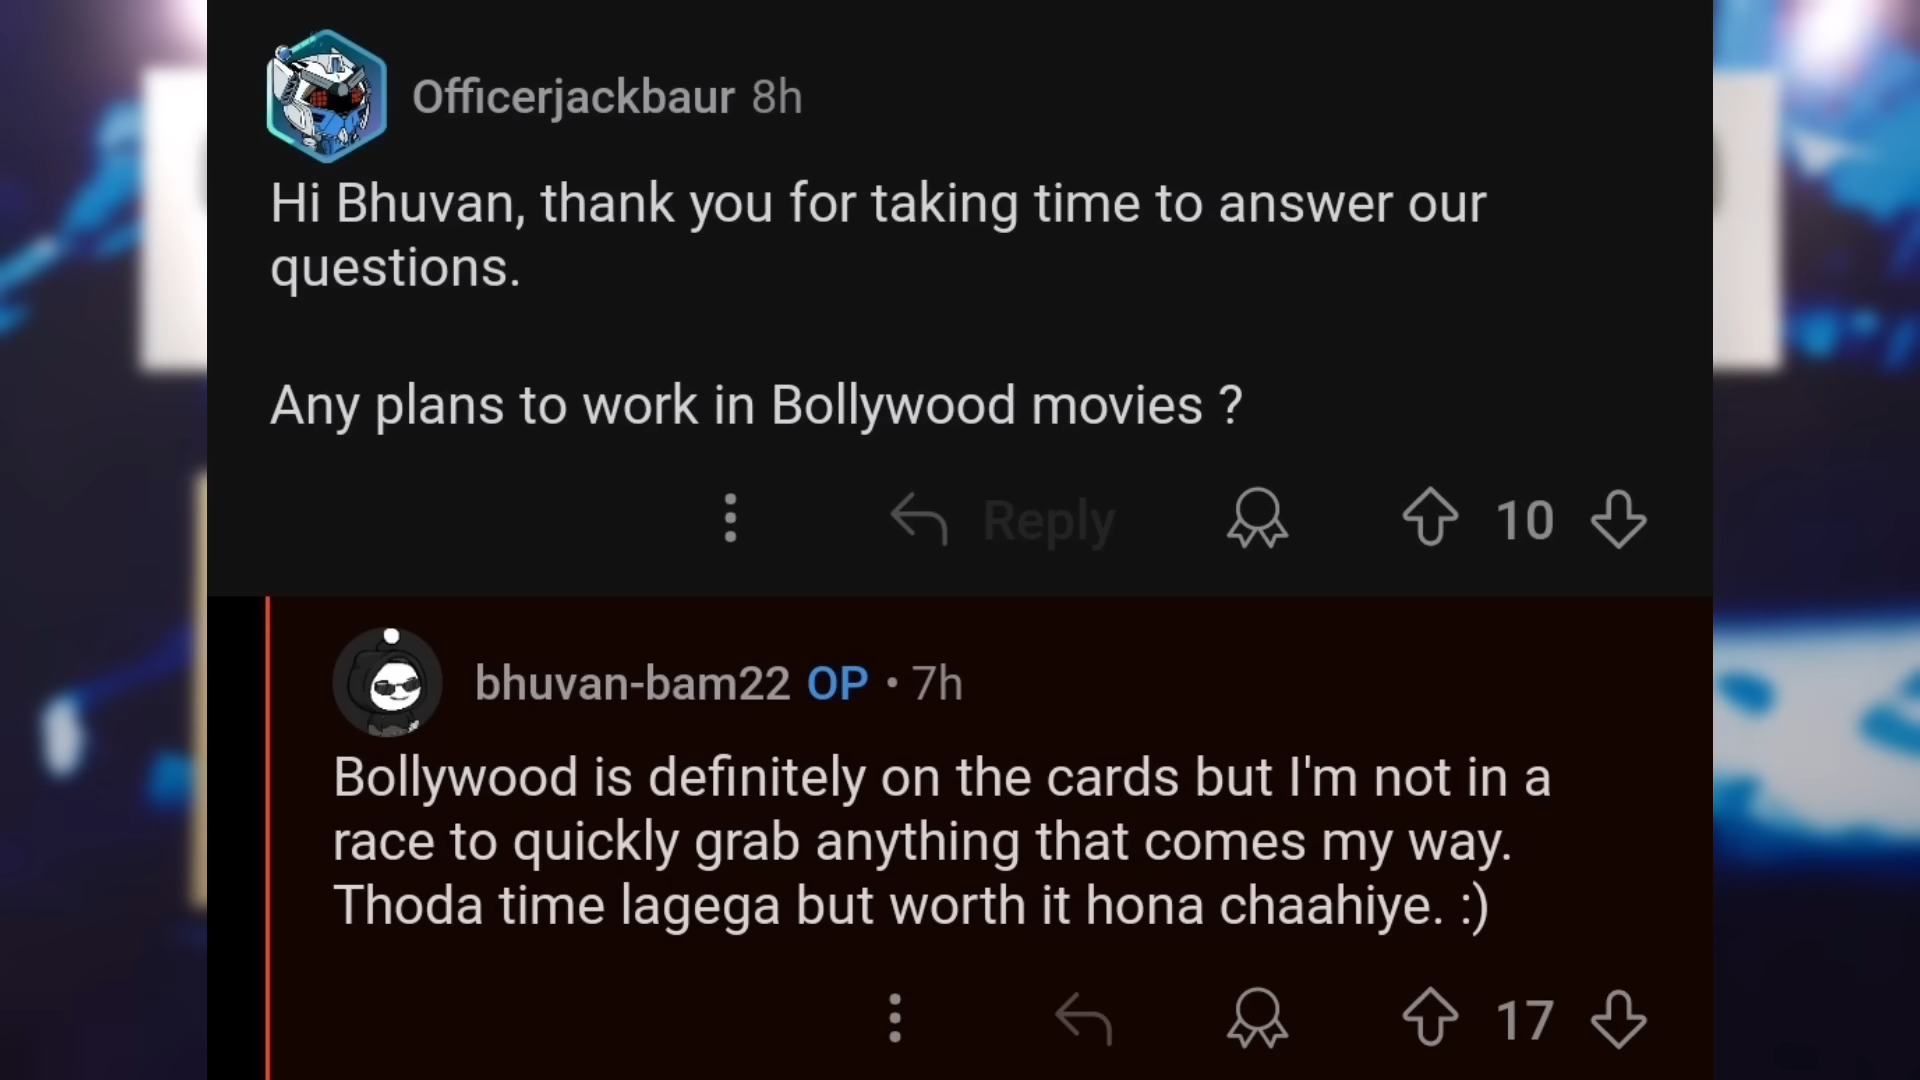 Officerjackbaur 8h
Hi Bhuvan, thank you for taking time to answer our
questions.
Any plans to work in Bollywood movies ?
Reply 10
bhuvan-bam22 OP • 7h
Bollywood is definitely on the cards but I'm not in a
race to quickly grab anything that comes my way.
Thoda time lagega but worth it hona chaahiye. :)
17